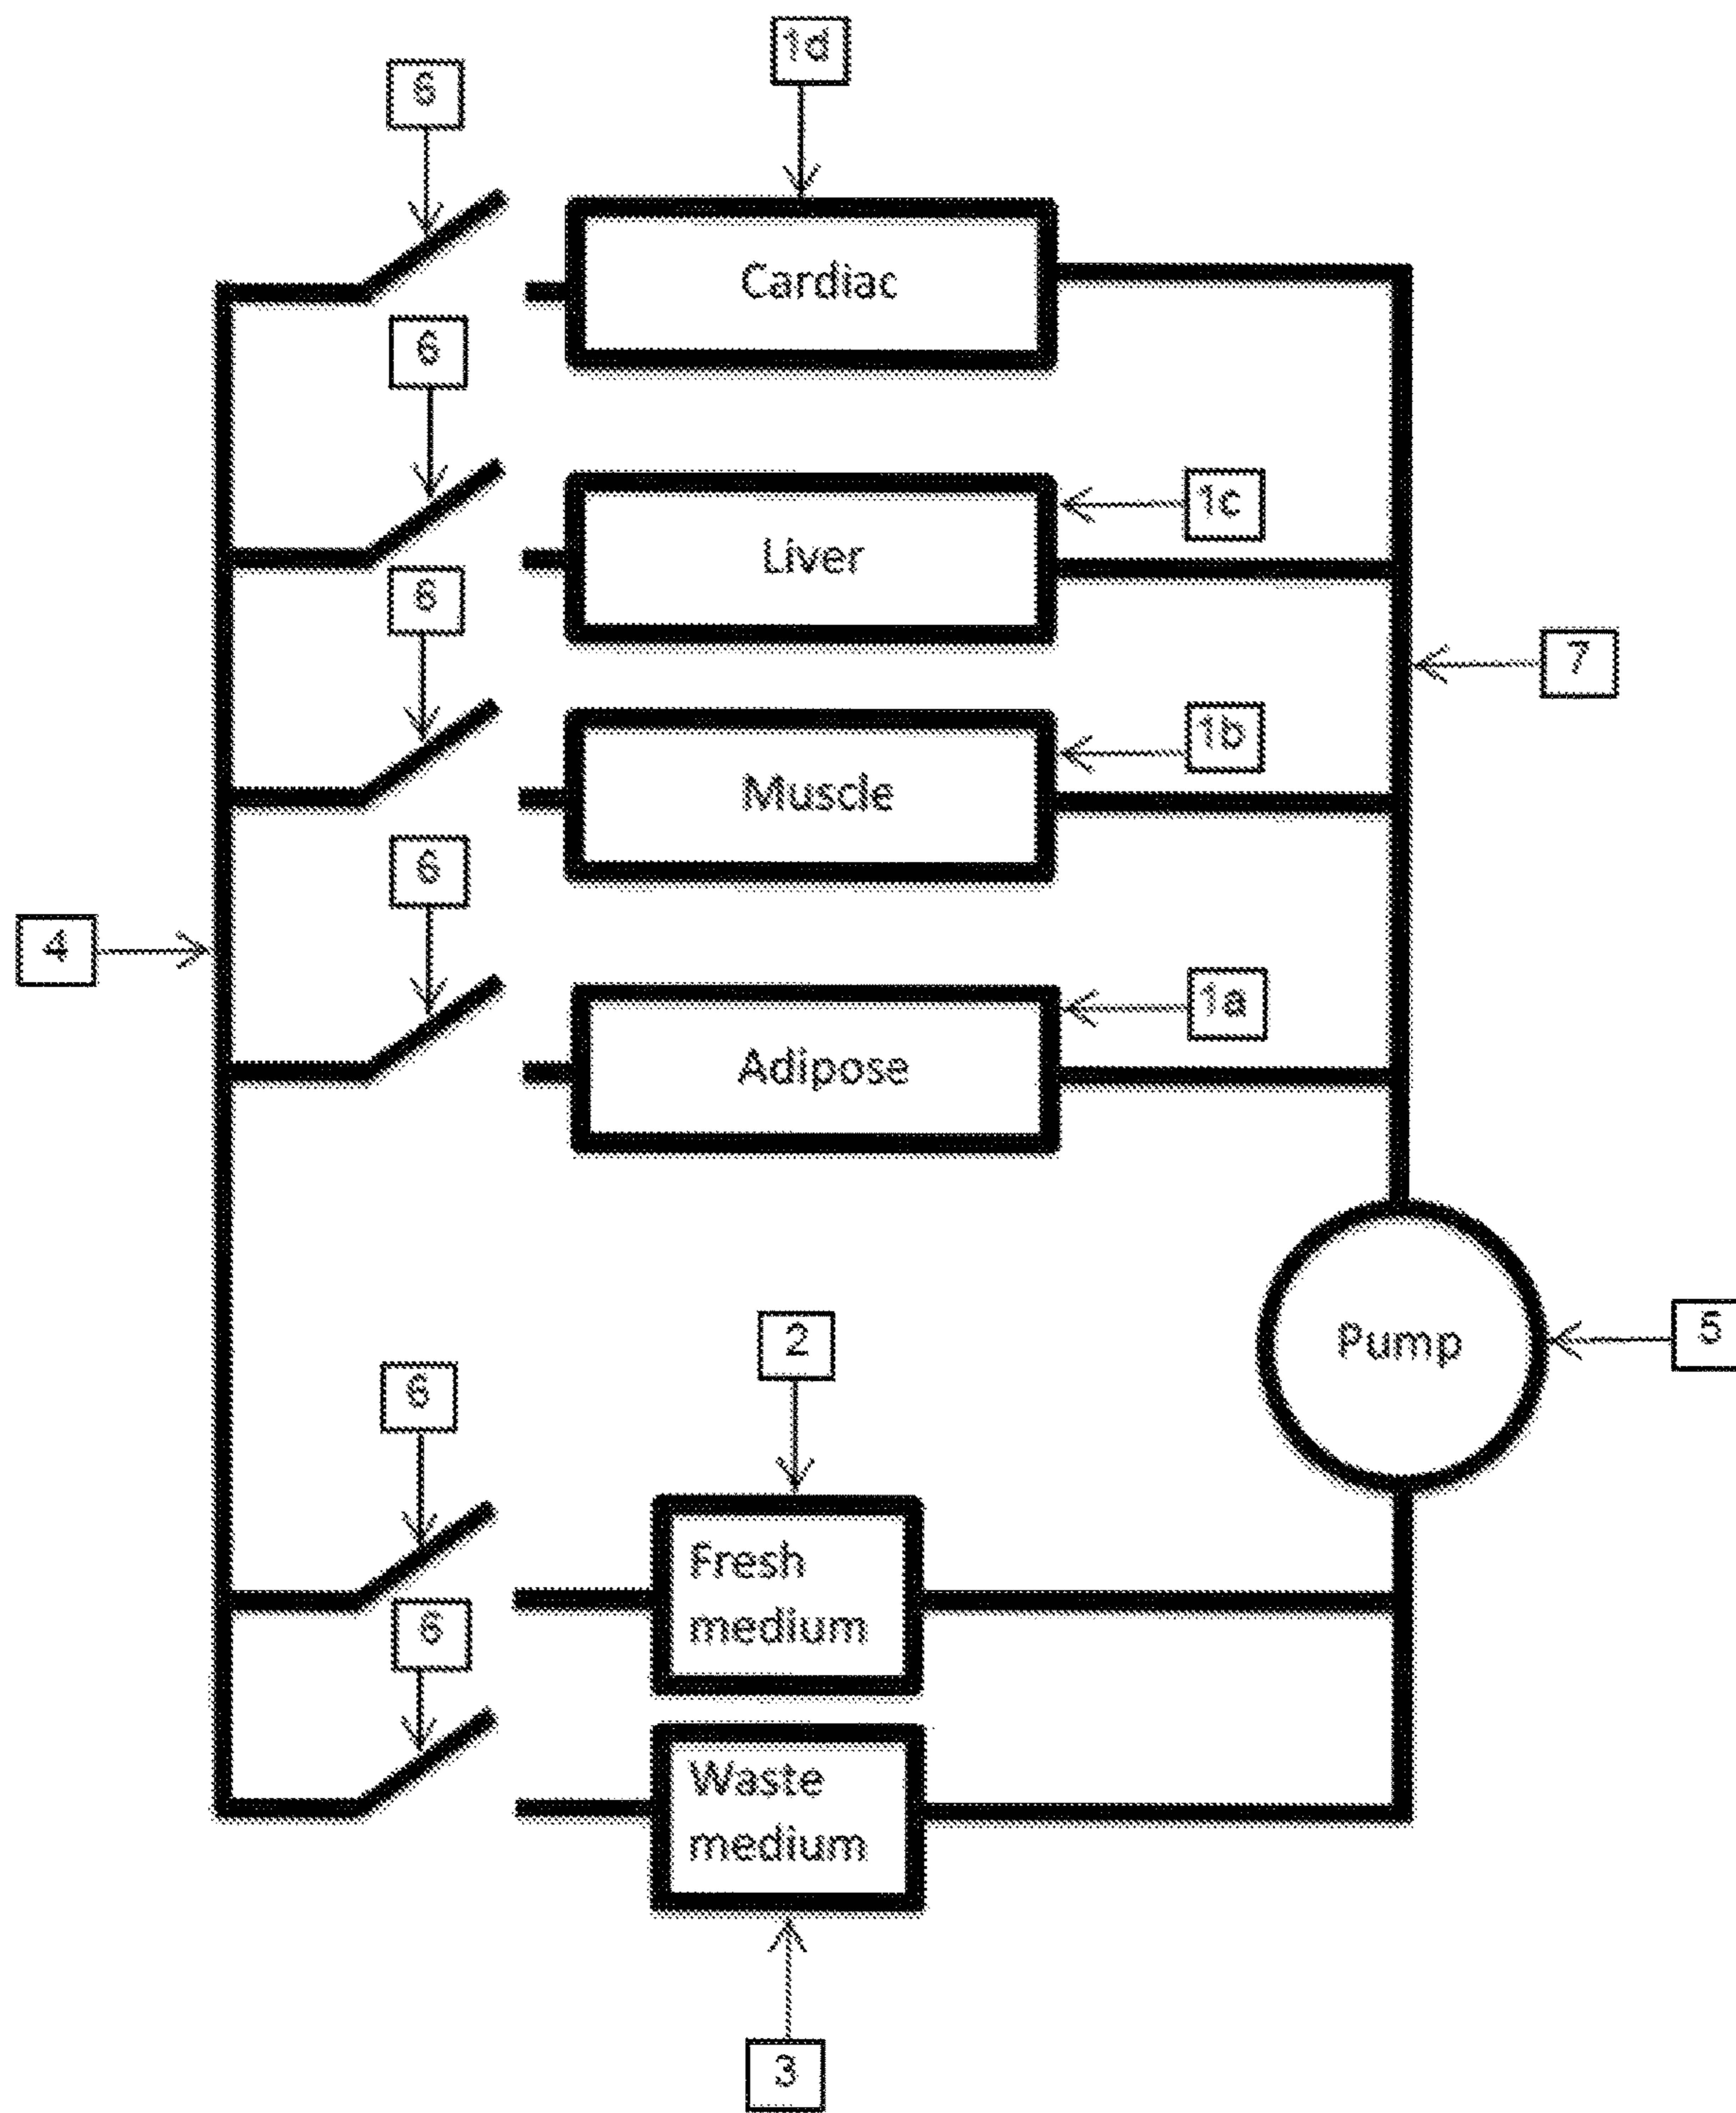 1d
6
Cardiac
6
Liver
1c
6
7
Muscle
1b
6
4
Adipose
1a
Pump
5
2
6
Fresh
medium
6
Waste
medium
3